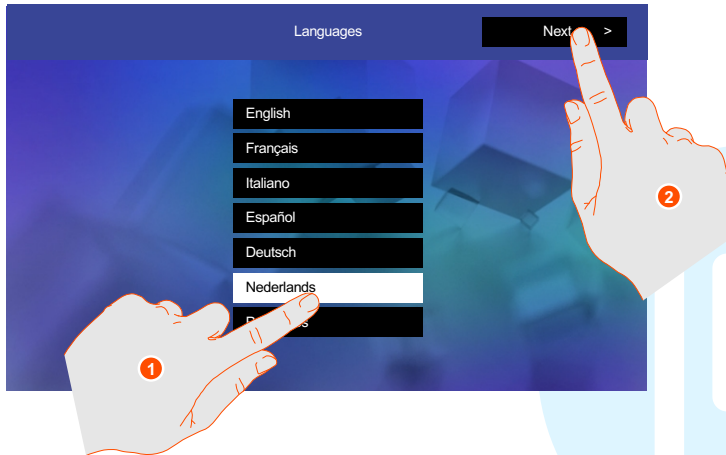 Languages
Next >
English
Français
Italiano
Español
Deutsch
Nederlands
2
1